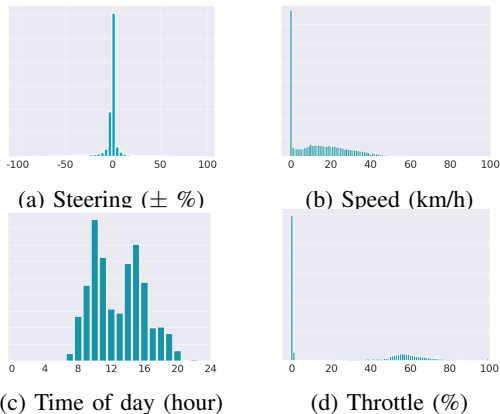 -100 -50 0 50 100
0 20 40 60 80 100
(a) Steering (± %)
(b) Speed (km/h)
0 4 8 12 16 20 24
0 20 40 60 80 100
(c) Time of day (hour)
(d) Throttle (%)